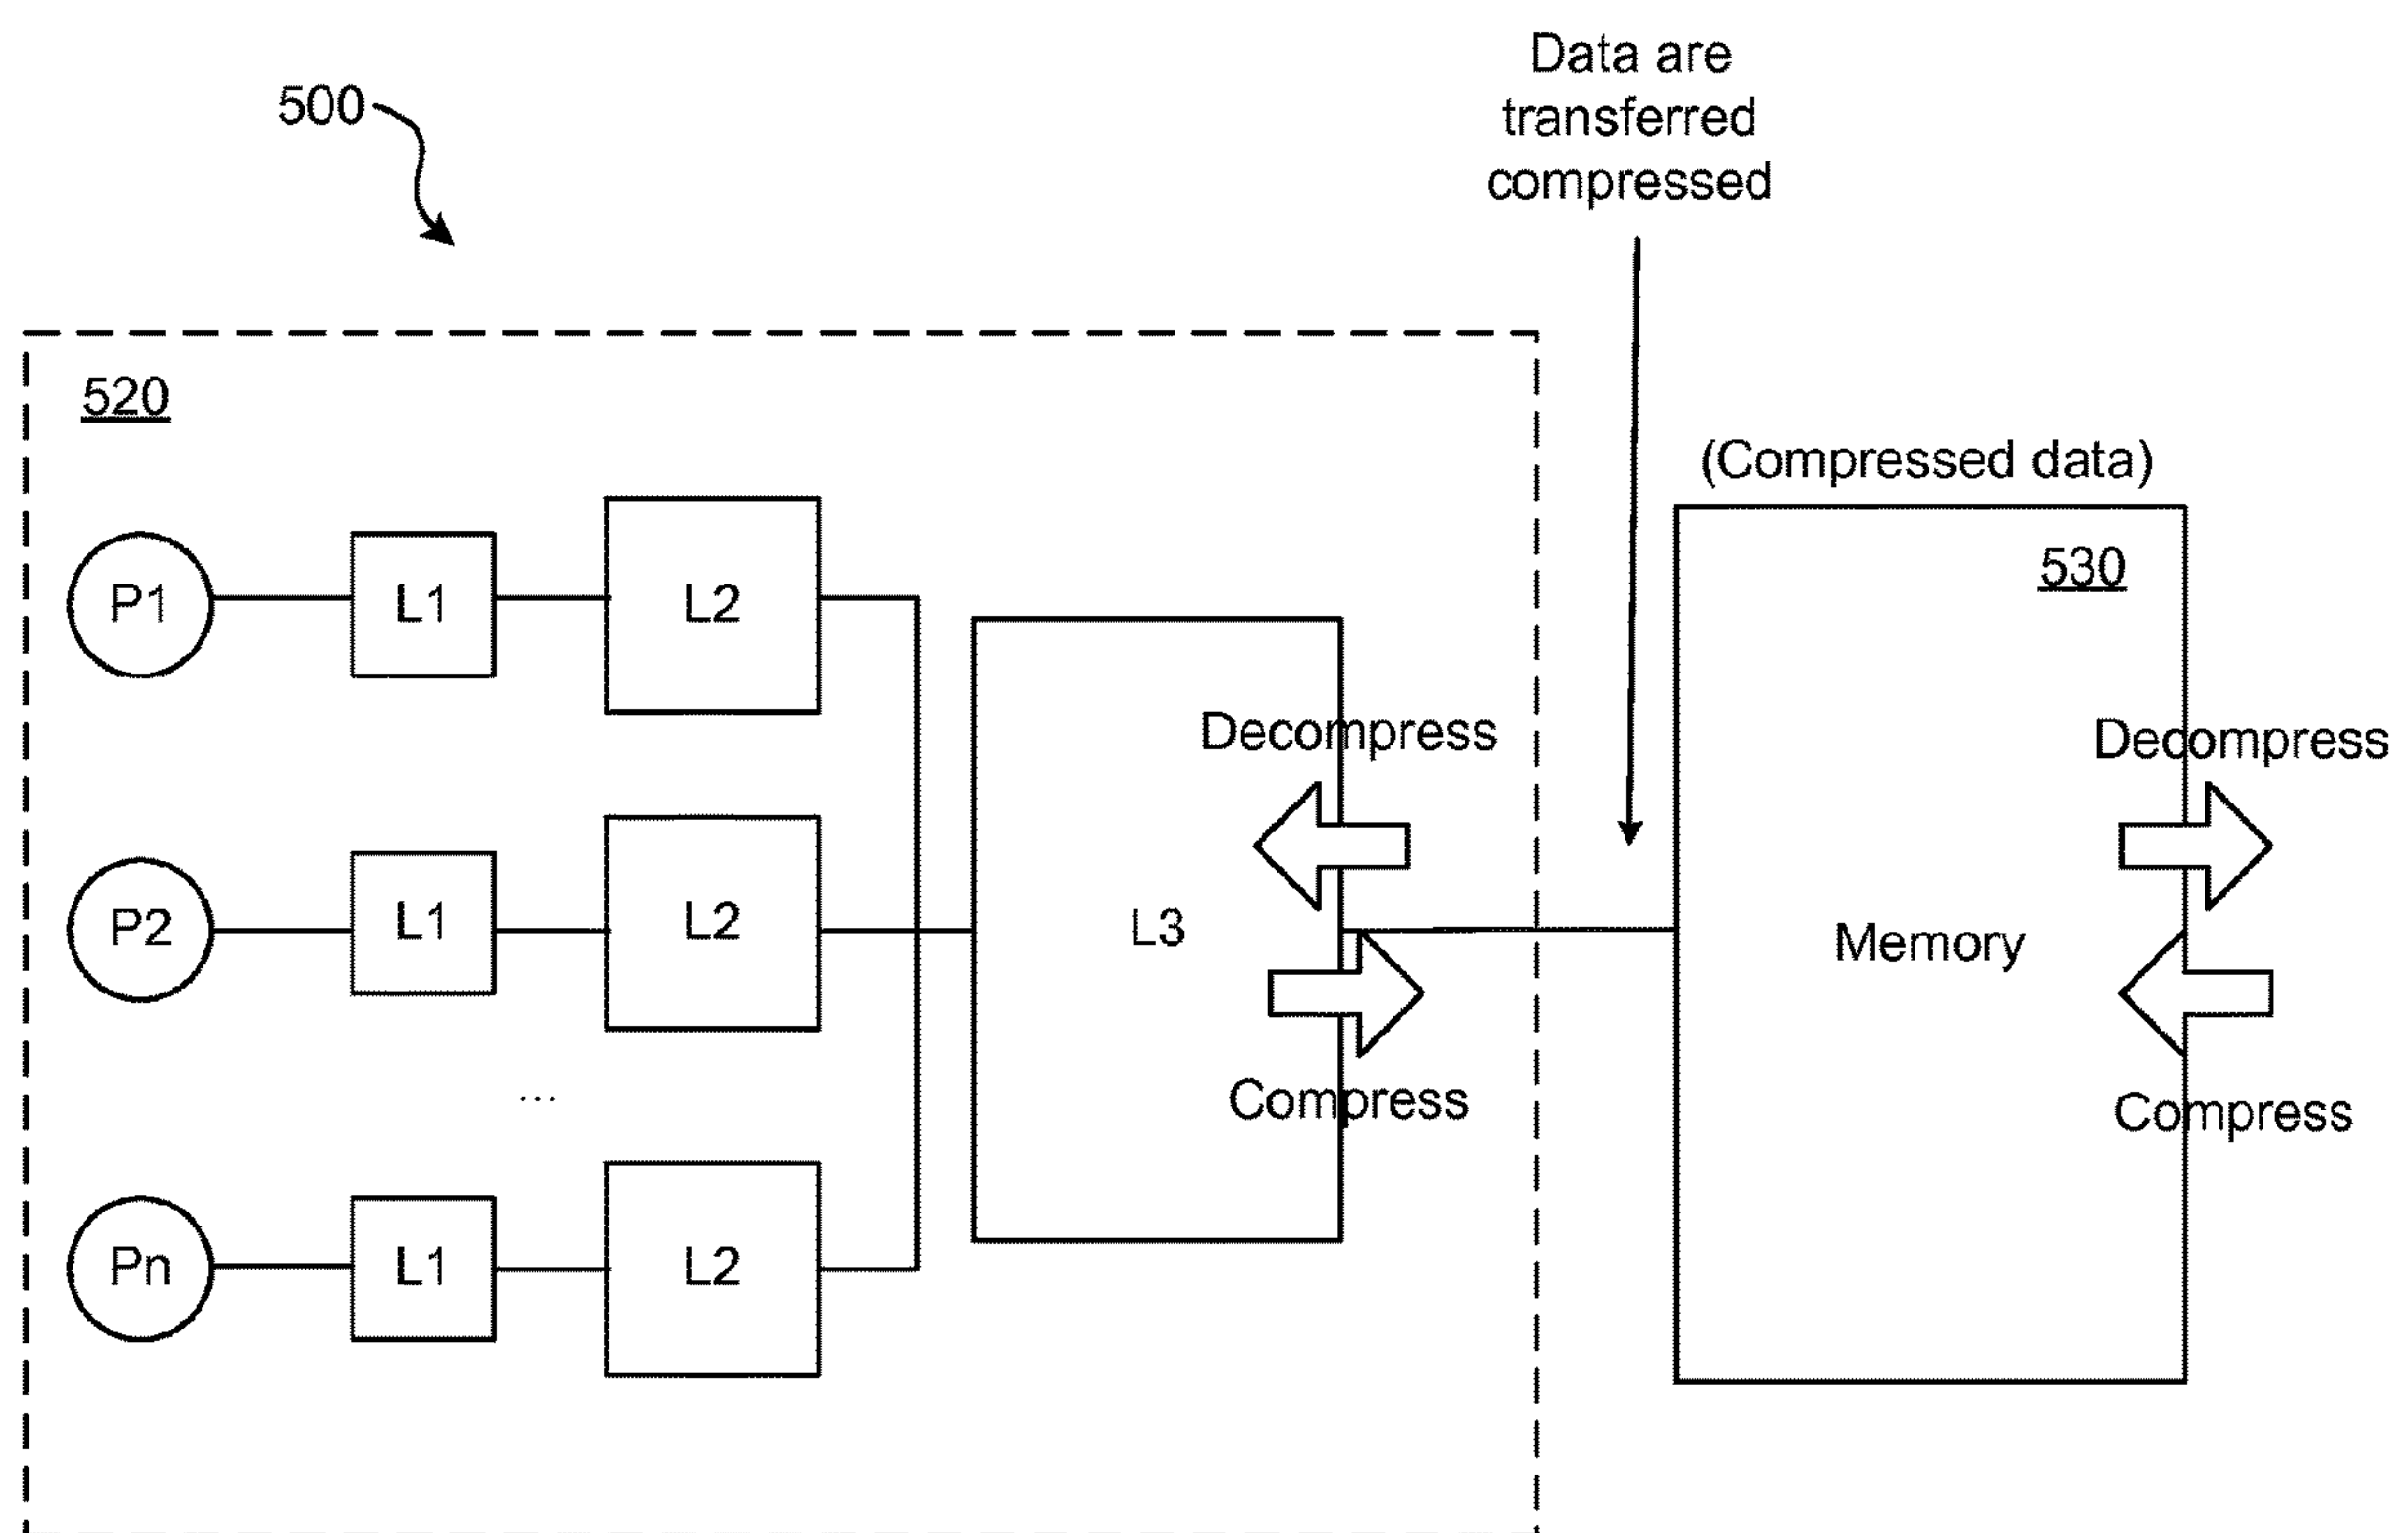 Data are
transferred
compressed
500
520
(Compressed data)
530
P1
L1
L2
Decompress
Decompress
P2
L1
L2
L3
Memory
...
Compress
Compress
Pn
L1
L2